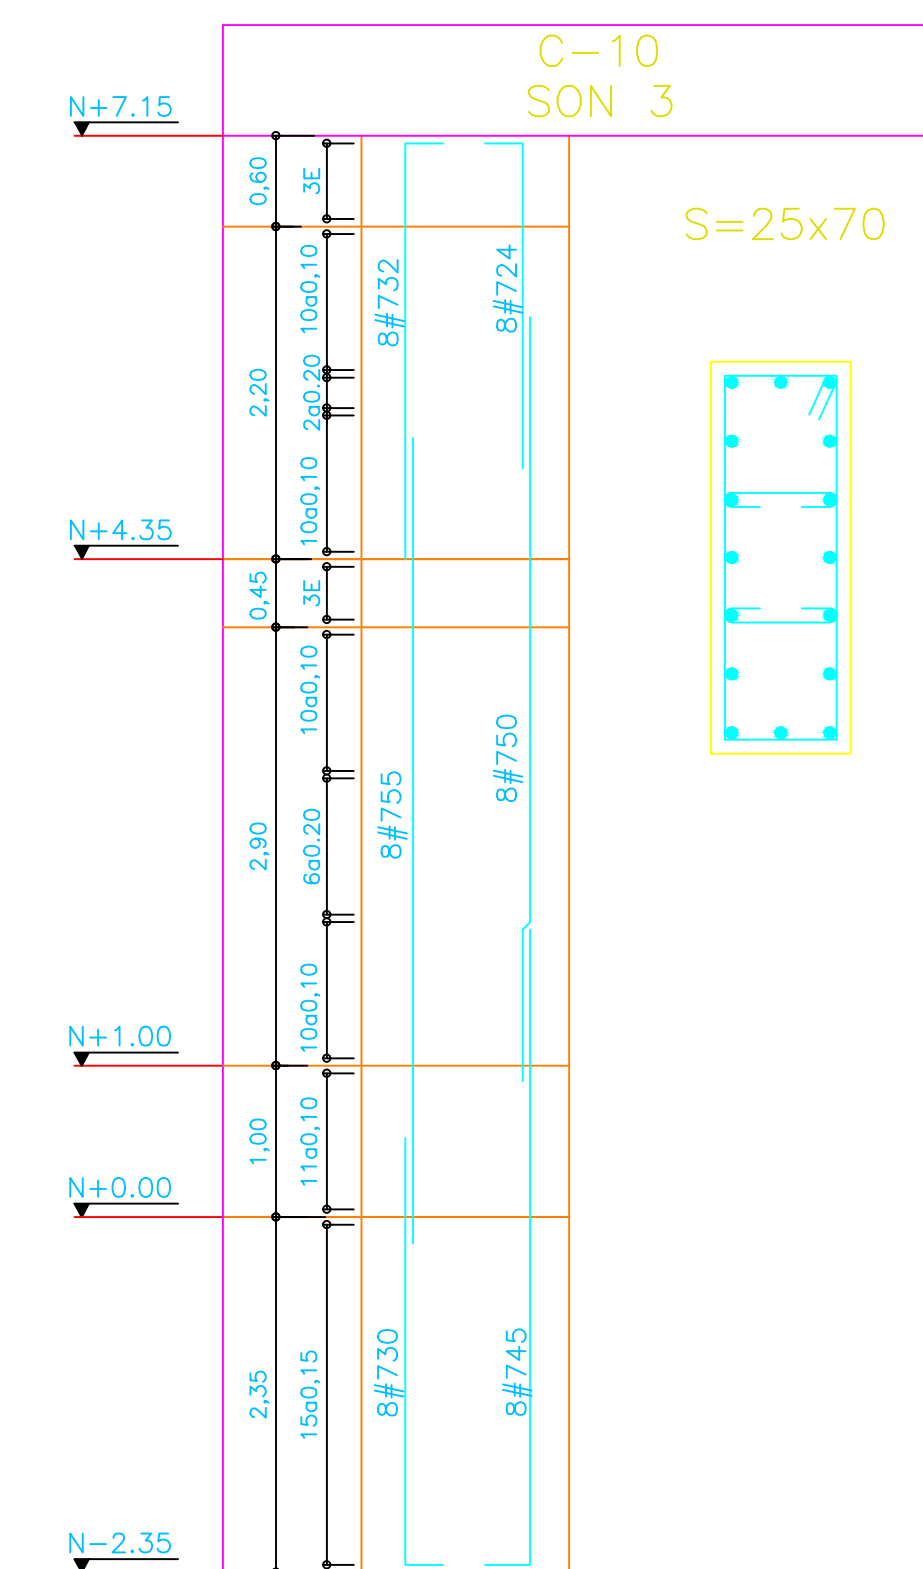 C-10
SON 3
N+7.15
0,60
3E
S=25x70
10a0,10
8#732
8#724
2,20
2a0.20
10a0,10
N+4.35
0,45
3E
10a0,10
8#750
8#755
2,90
6a0.20
10a0,10
N+1.00
1,00
11a0,10
N+0.00
2,35
15a0,15
8#730
8#745
N-2.35